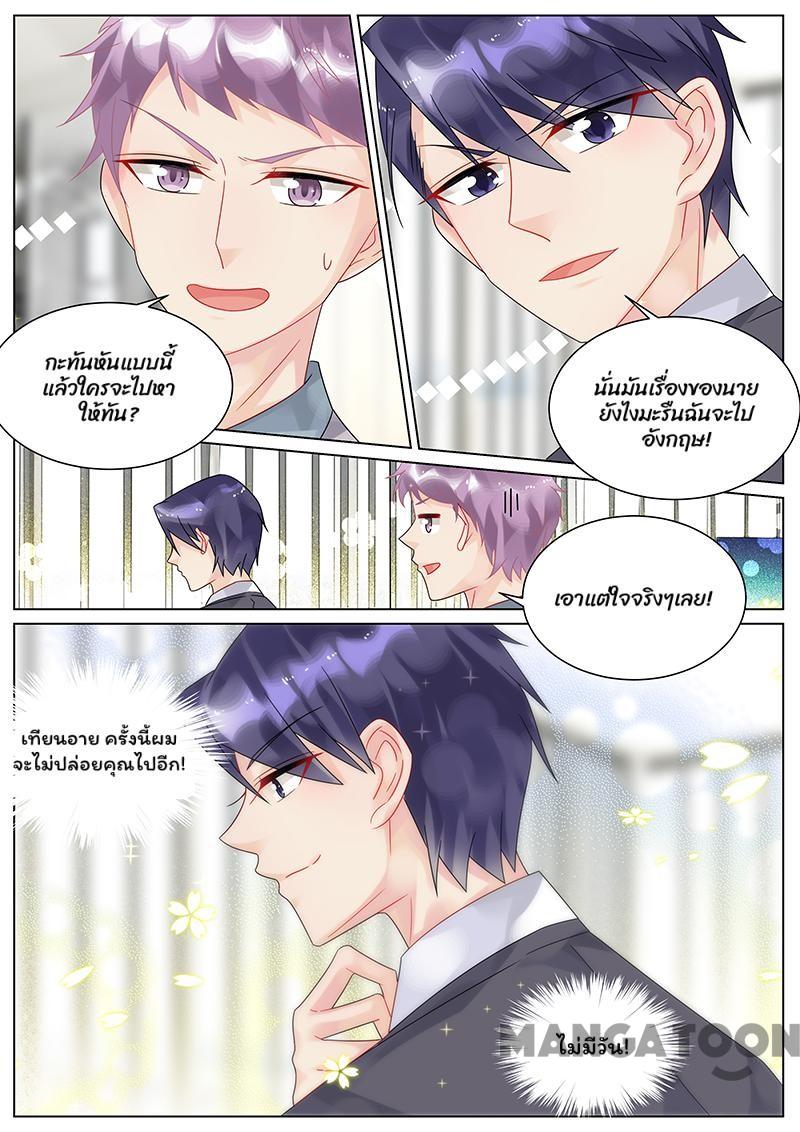 กะทันหันแบบนี้
แล้วใครจะไปหา
ให้ทัน?
นั่นมันเรื่องของนาย
ยังไงมะรืนฉันจะไป
อังกฤษ!
เอาแต่ใจจริงๆเลย!
เทียนอาย ครั้งนี้ผม
จะไม่ปล่อยคุณไปอีก!
ไม่มีวัน!
MANGATOON